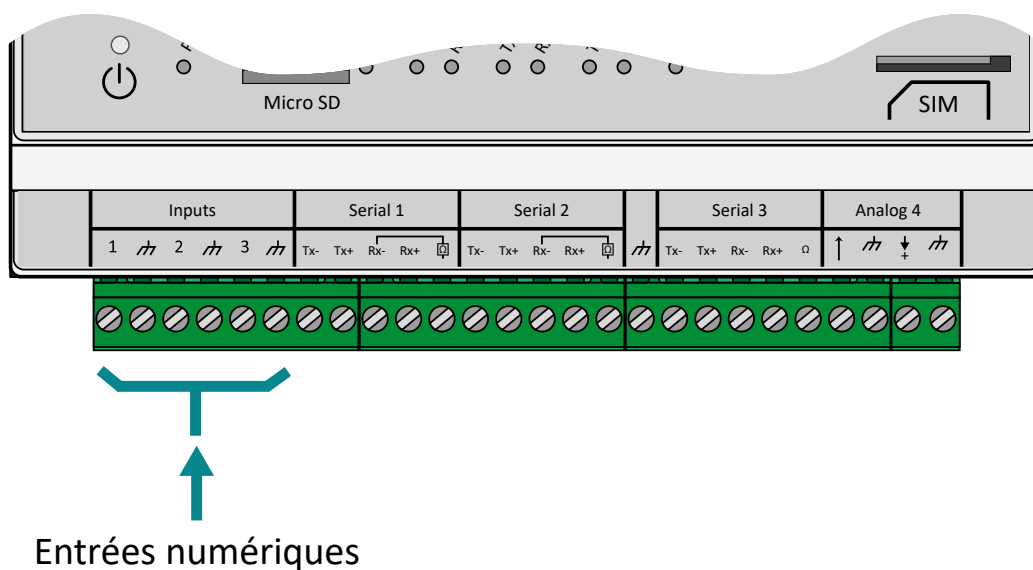 Micro SD
SIM
Inputs Serial 1 Serial 2 Serial 3 Analog 4
1 2 3 Tx- Tx+ Rx- Rx+ Ω Tx- Tx+ Rx- Rx+ Ω Tx- Tx+ Rx- Rx+ Ω +
Entrées numériques